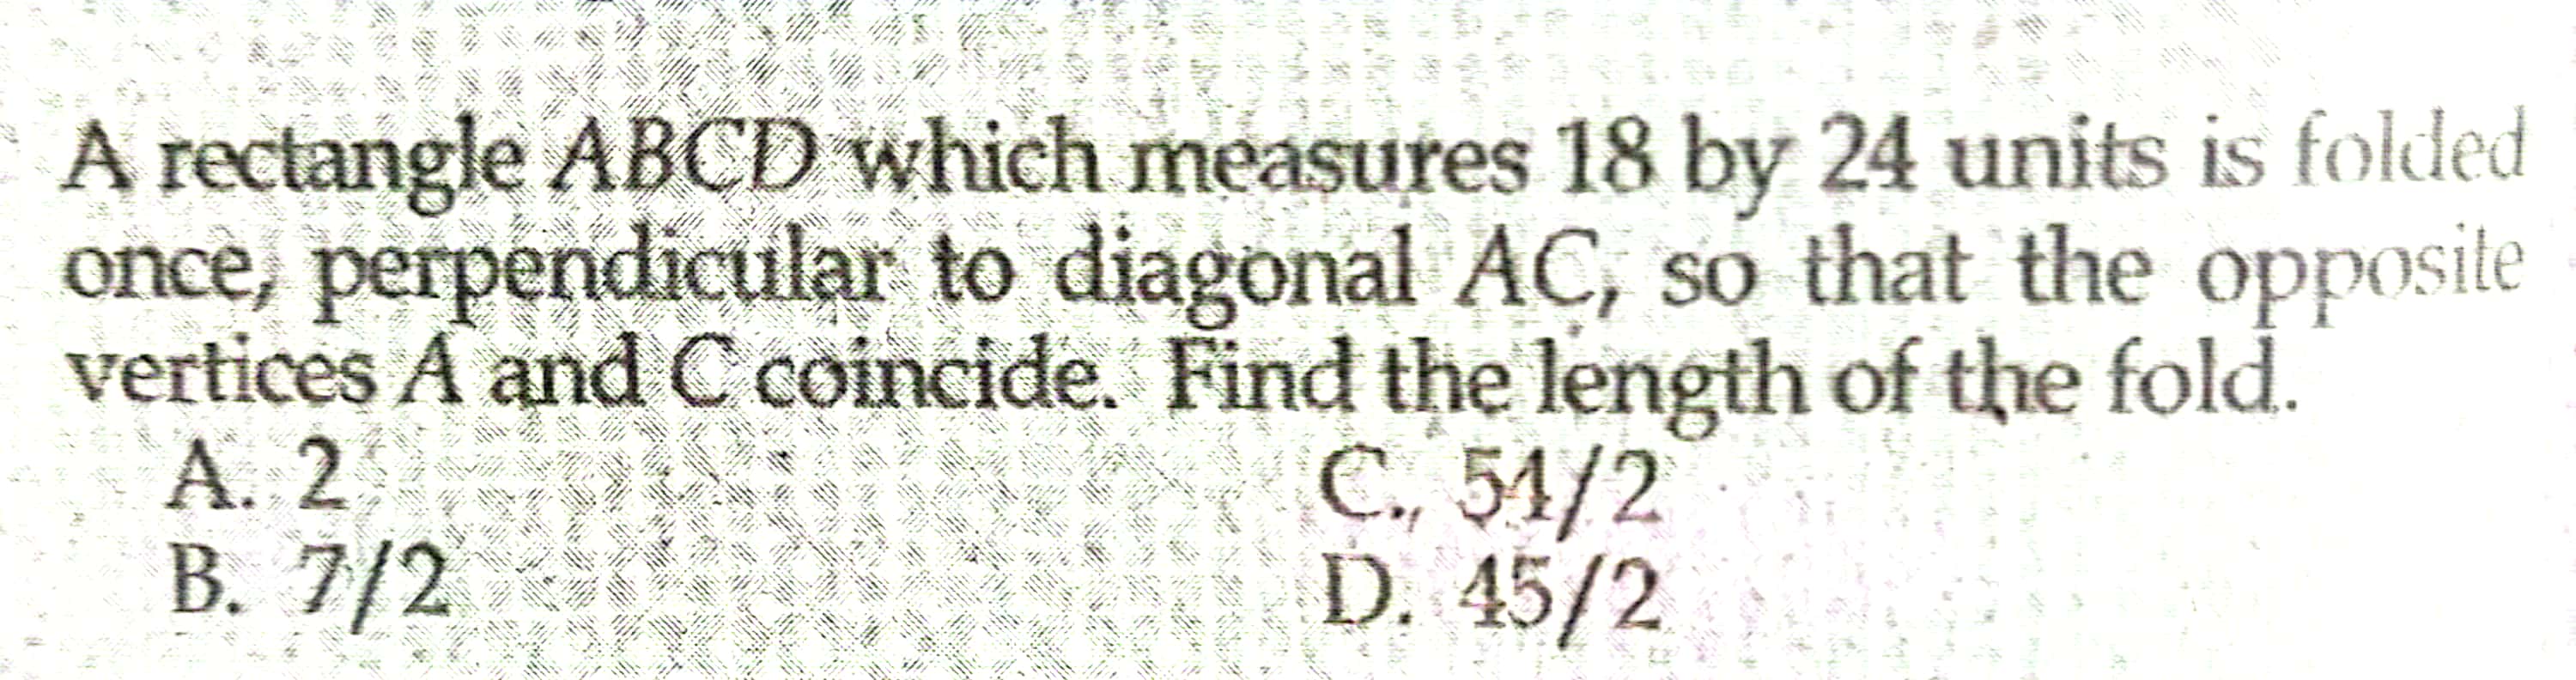 A rectangle ABCD which measures 18 by 24 units is folded
once, perpendicular to diagonal AC, so that the opposite
vertices A and C coincide. Find the length of the fold.
A. 2 C. 51/2
B. 7/2 D. 45/2